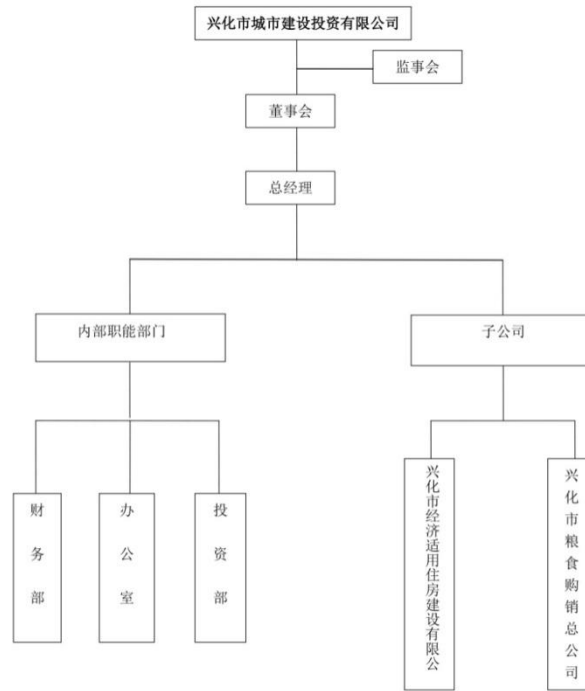 兴化市城市建设投资有限公司
监事会
董事会
总经理
内部职能部门
子公司
财务部
办公室
投资部
兴化市经济适用住房建设有限公
兴化市粮食购销总公司